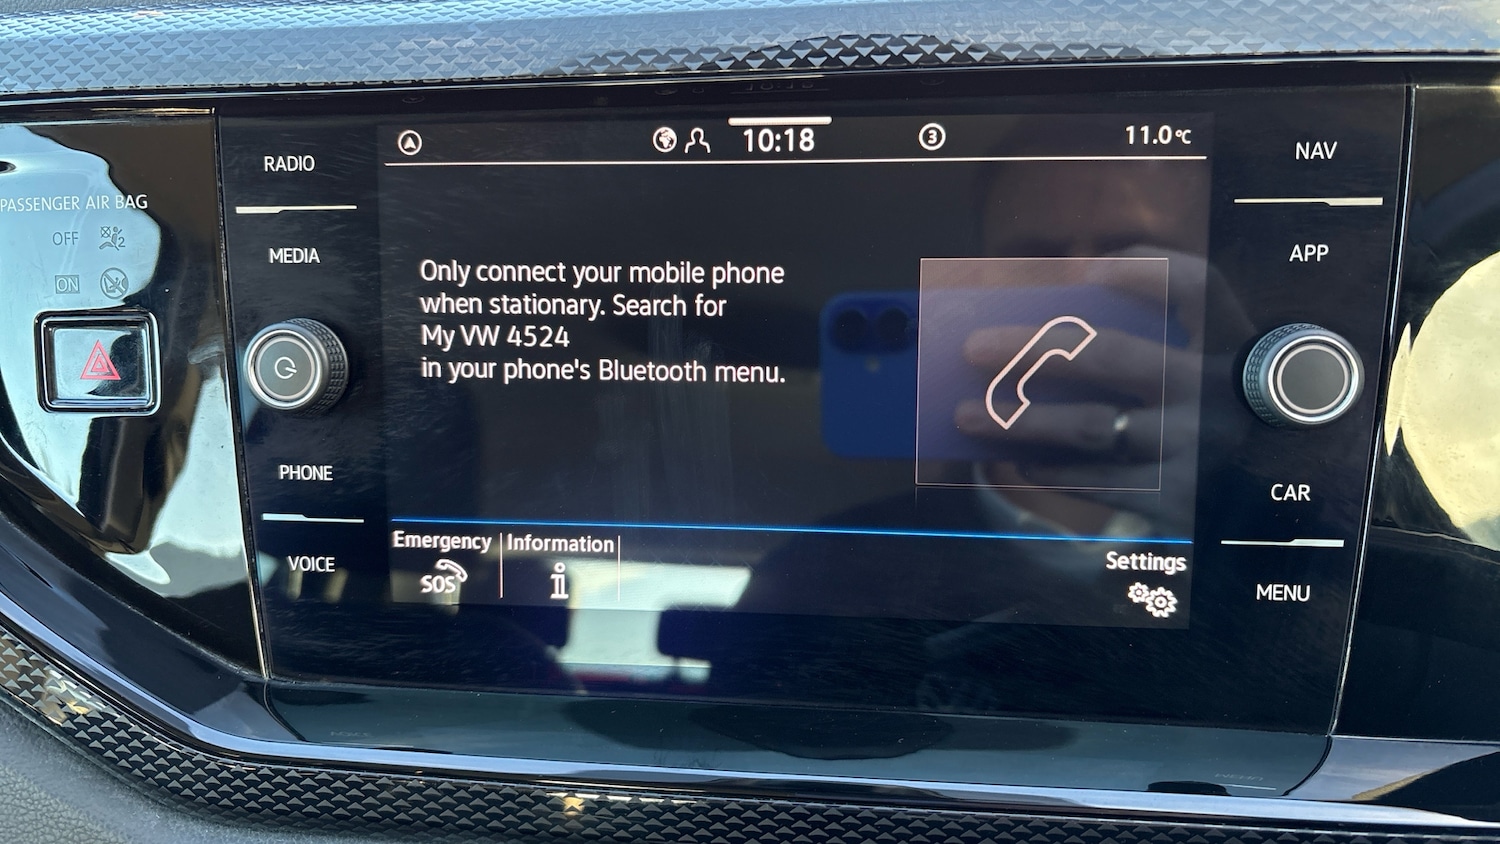 10:18
3
11.0°C
RADIO
NAV
PASSENGER AIR BAG
OFF
2
ON
MEDIA
APP
Only connect your mobile phone
when stationary. Search for
My VW 4524
in your phone's Bluetooth menu.
PHONE
CAR
VOICE
MENU
Emergency
SOS
Information
i
Settings